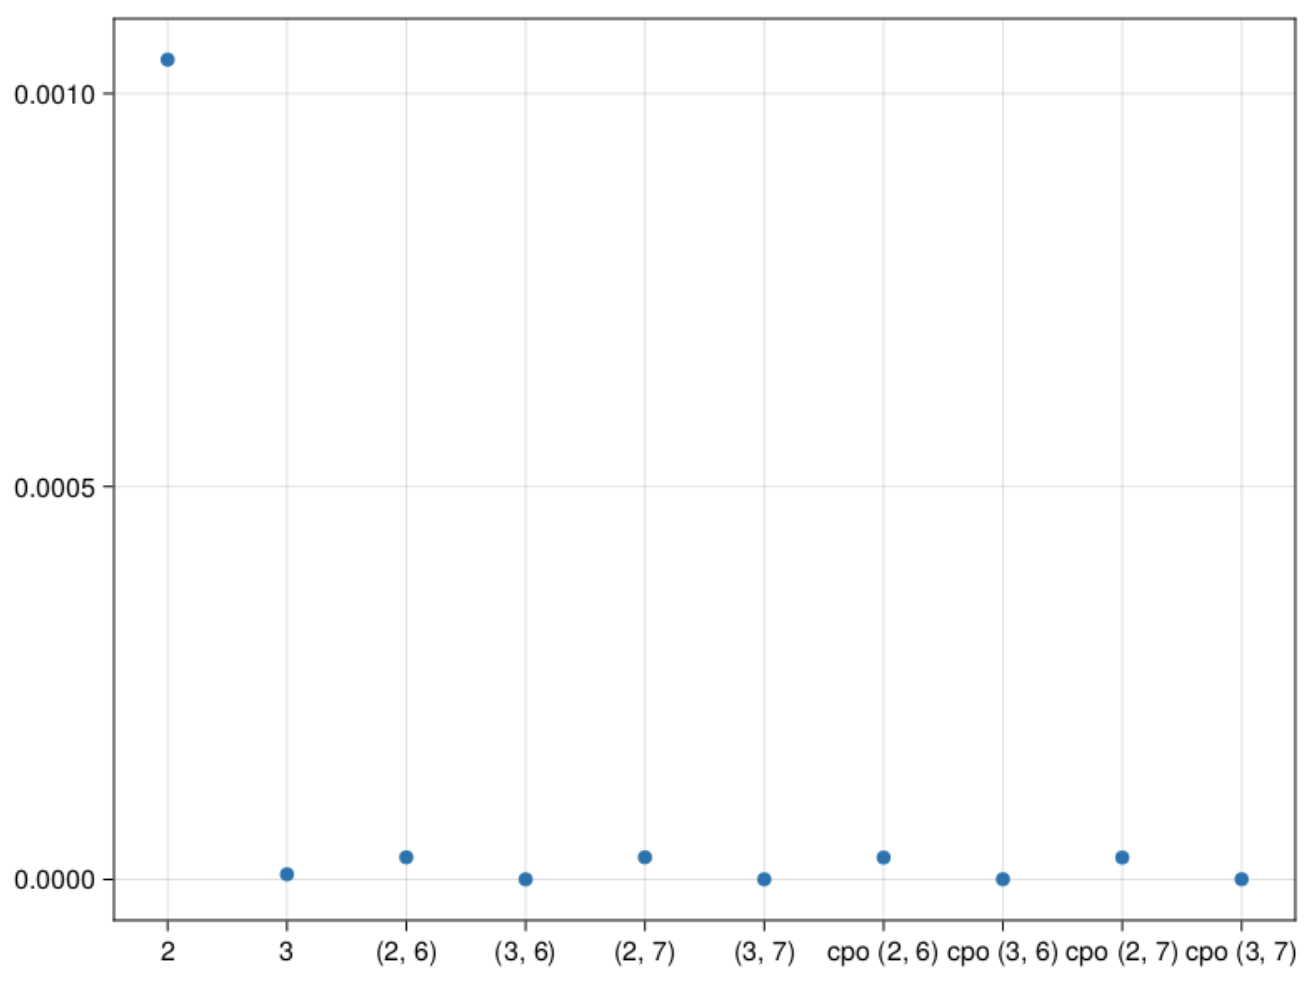 0.0010
0.0005
0.0000
2 3 (2, 6) (3, 6) (2, 7) (3, 7) cpo (2, 6) cpo (3, 6) cpo (2, 7) cpo (3, 7)